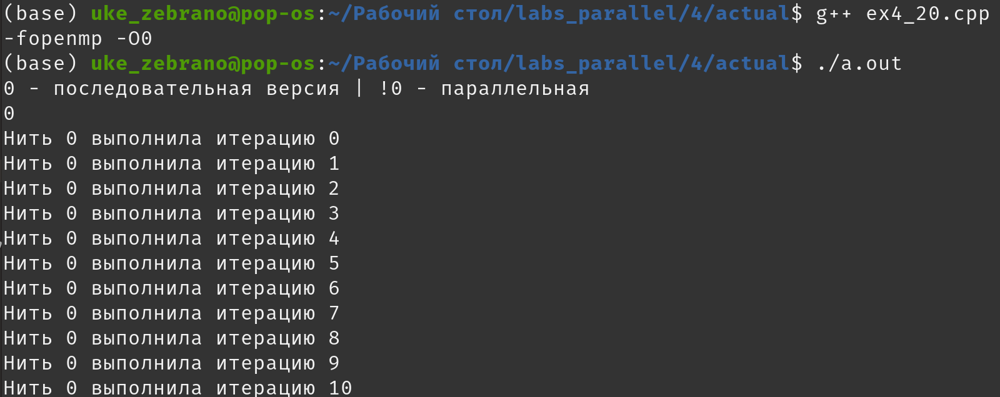 (base) uke_zebrano@pop-os:~/Рабочий стол/labs_parallel/4/actual$ g++ ex4_20.cpp
-fopenmp -O0
(base) uke_zebrano@pop-os:~/Рабочий стол/labs_parallel/4/actual$ ./a.out
0 - последовательная версия | !0 - параллельная
0
Нить 0 выполнила итерацию 0
Нить 0 выполнила итерацию 1
Нить 0 выполнила итерацию 2
Нить 0 выполнила итерацию 3
Нить 0 выполнила итерацию 4
Нить 0 выполнила итерацию 5
Нить 0 выполнила итерацию 6
Нить 0 выполнила итерацию 7
Нить 0 выполнила итерацию 8
Нить 0 выполнила итерацию 9
Нить 0 выполнила итерацию 10